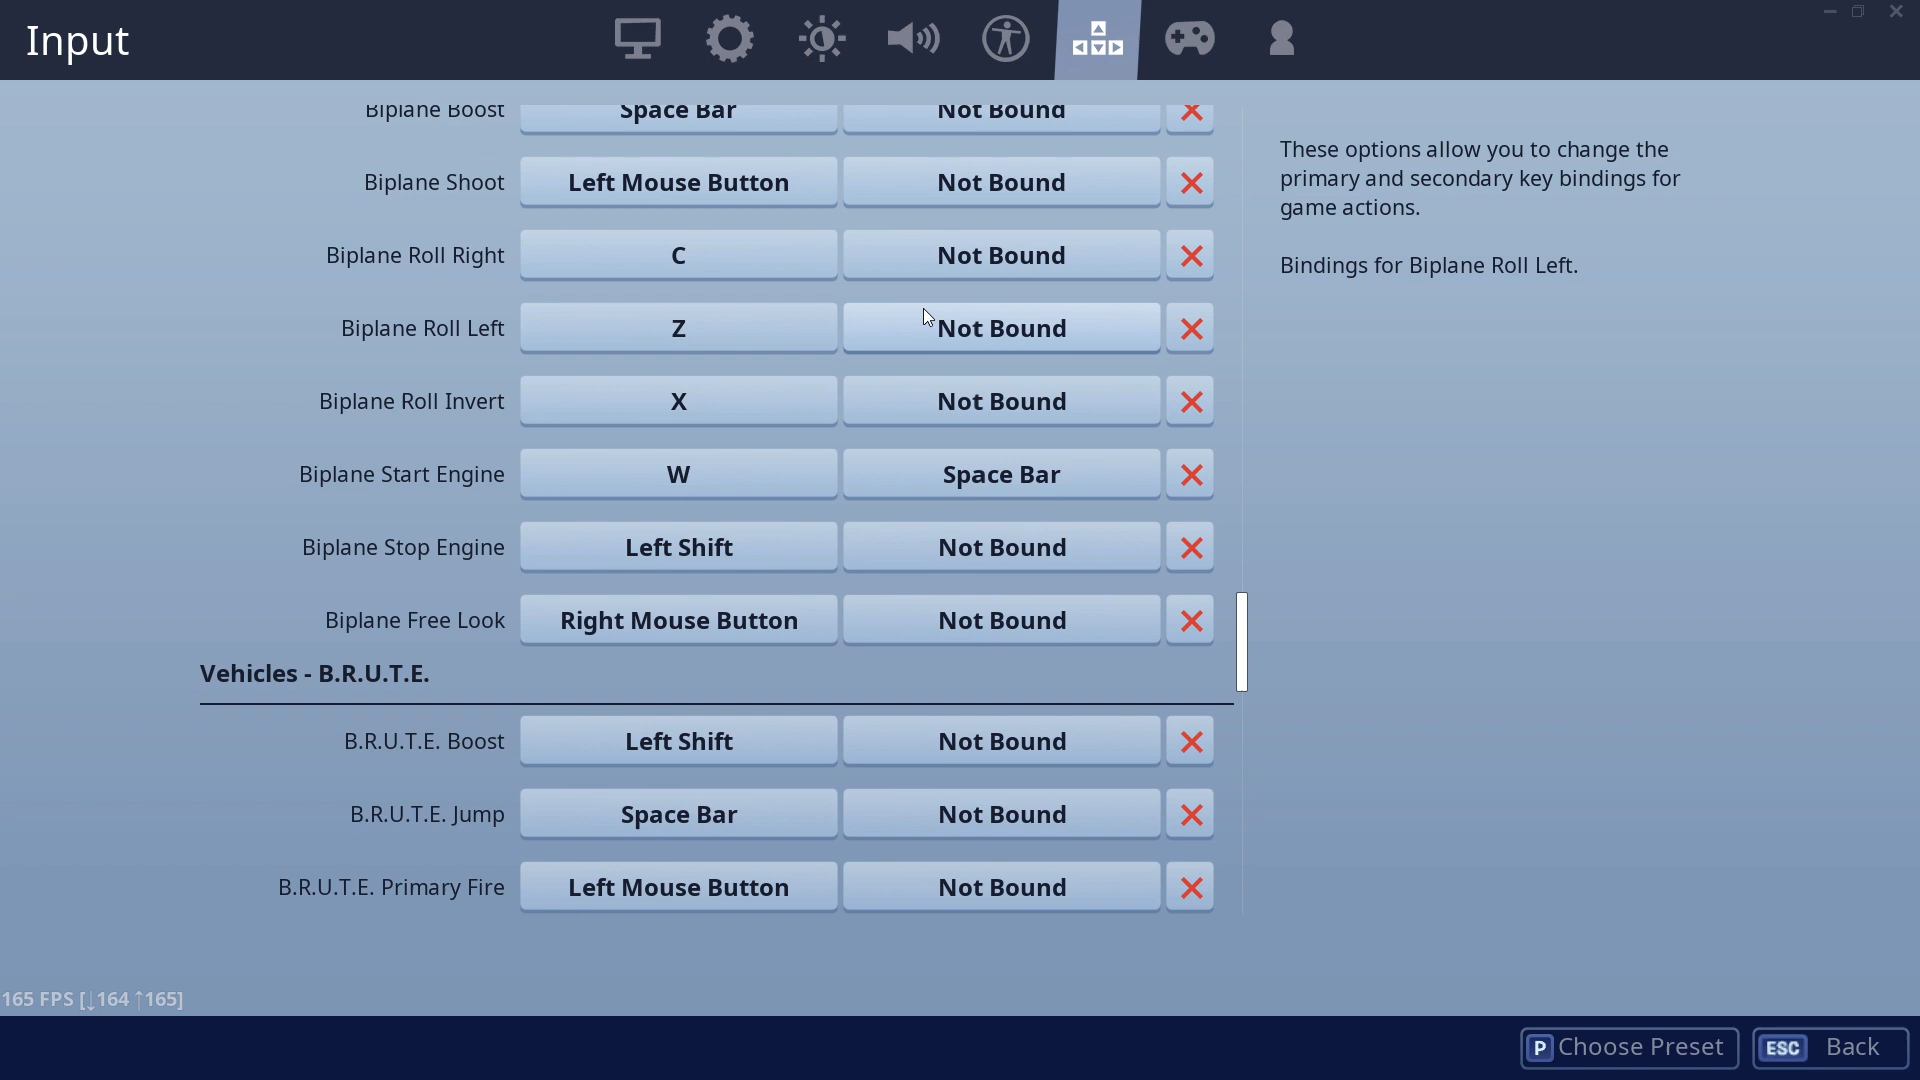 Input
Biplane Boost Space Bar Not Bound
Biplane Shoot Left Mouse Button Not Bound
Biplane Roll Right C Not Bound
Biplane Roll Left Z Not Bound
Biplane Roll Invert X Not Bound
Biplane Start Engine W Space Bar
Biplane Stop Engine Left Shift Not Bound
Biplane Free Look Right Mouse Button Not Bound
Vehicles - B.R.U.T.E.
B.R.U.T.E. Boost Left Shift Not Bound
B.R.U.T.E. Jump Space Bar Not Bound
B.R.U.T.E. Primary Fire Left Mouse Button Not Bound
These options allow you to change the
primary and secondary key bindings for
game actions.
Bindings for Biplane Roll Left.
165 FPS [↓164 ↑165]
P Choose Preset ESC Back